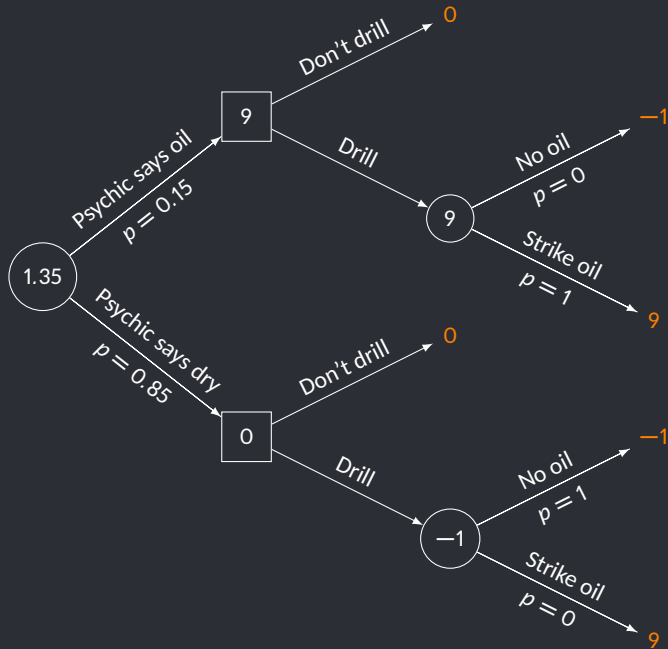 0
Don't drill
9
Psychic says oil
p = 0.15
Drill
9
No oil
p = 0
−1
Strike oil
p = 1
9
1.35
Psychic says dry
p = 0.85
0
Don't drill
0
Drill
−1
No oil
p = 1
−1
Strike oil
p = 0
9